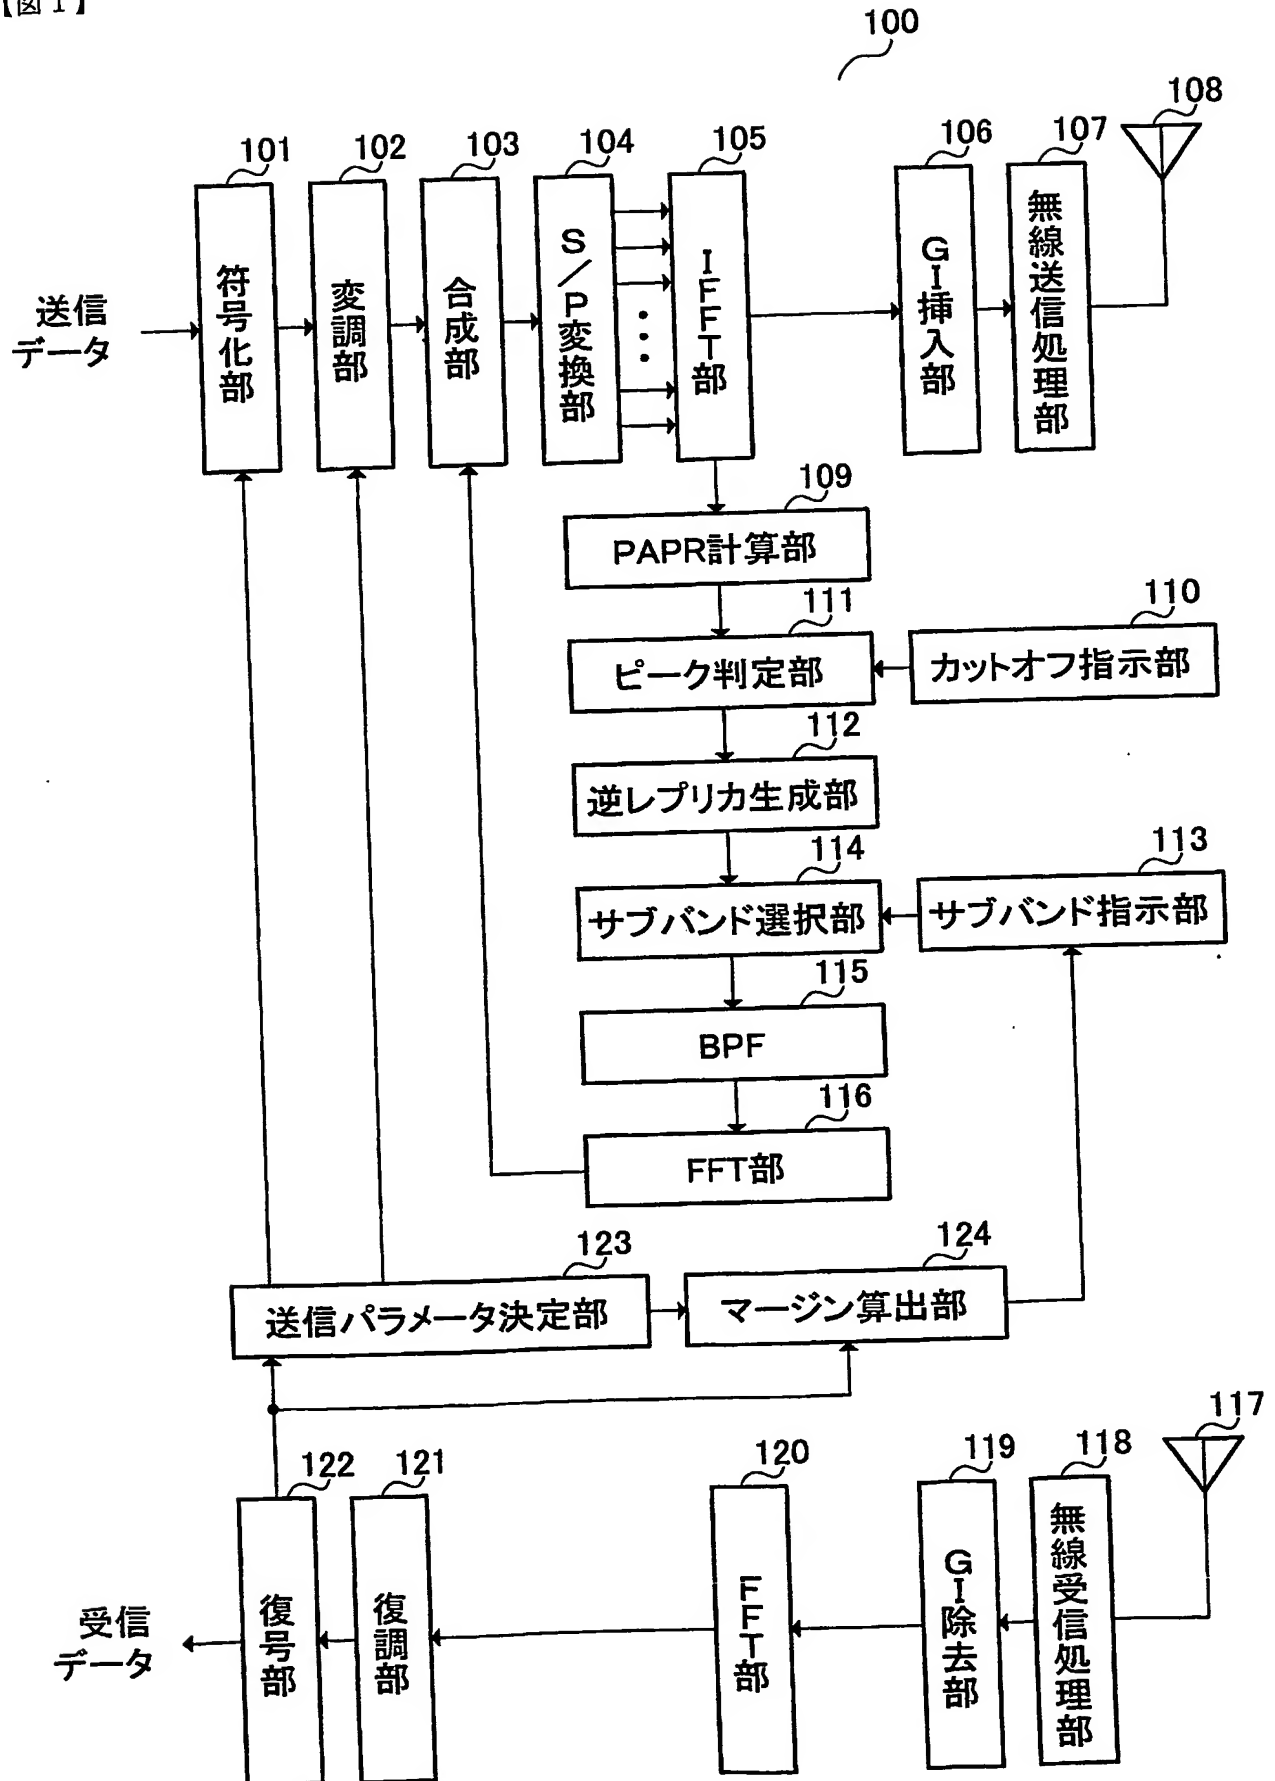 【図１】
100
108
101
102
103
104
105
106
107
送信
データ
符号化部
変調部
合成部
S/P変換部
IFFT部
GI挿入部
無線送信処理部
109
PAPR計算部
111
110
ピーク判定部
カットオフ指示部
112
逆レプリカ生成部
114
113
サブバンド選択部
サブバンド指示部
115
BPF
116
FFT部
123
124
送信パラメータ決定部
マージン算出部
117
122
121
120
119
118
受信
データ
復号部
復調部
FFT部
GI除去部
無線受信処理部